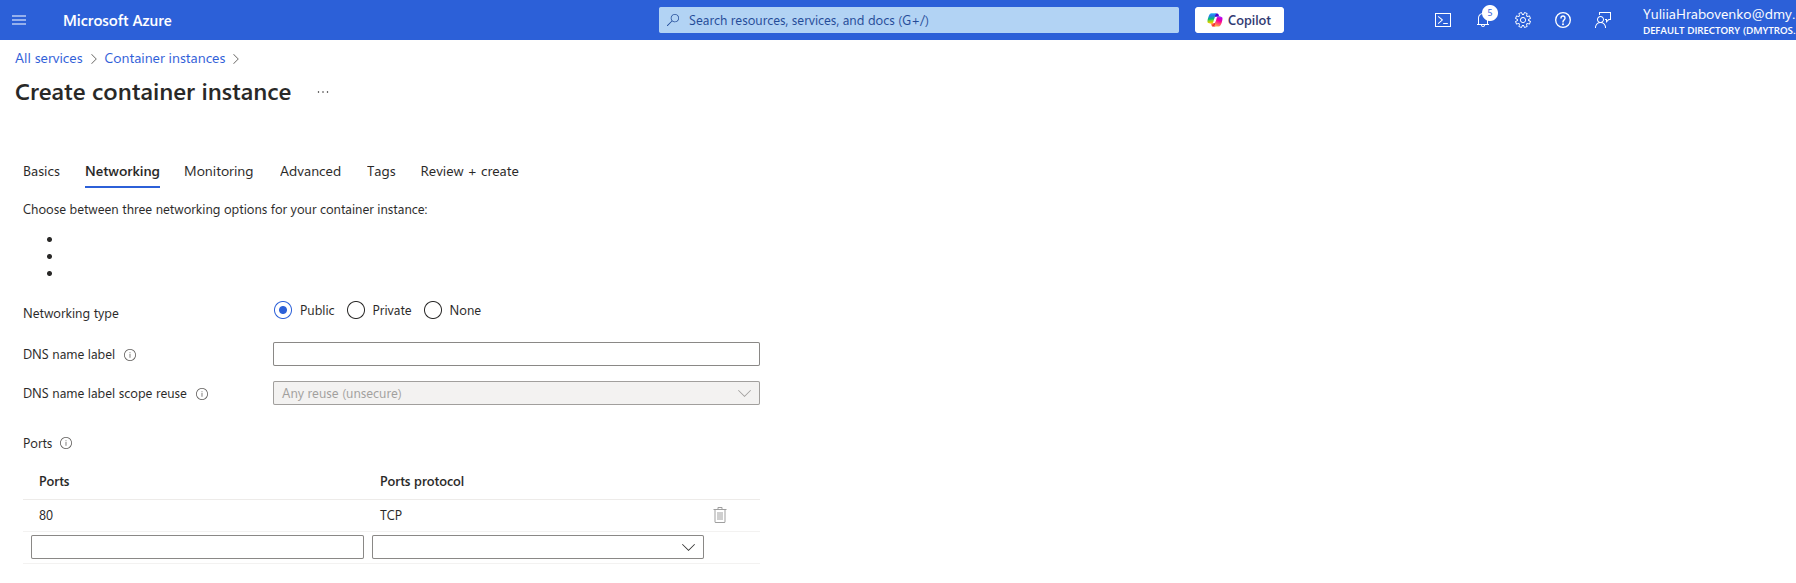 Microsoft Azure
Search resources, services, and docs (G+/)
Copilot
5
YuliiaHrabovenko@dmy.
DEFAULT DIRECTORY (DMYTROS.
All services > Container instances >
Create container instance ...
Basics Networking Monitoring Advanced Tags Review + create
Choose between three networking options for your container instance:
Networking type Public Private None
DNS name label
DNS name label scope reuse Any reuse (unsecure)
Ports
Ports Ports protocol
80 TCP